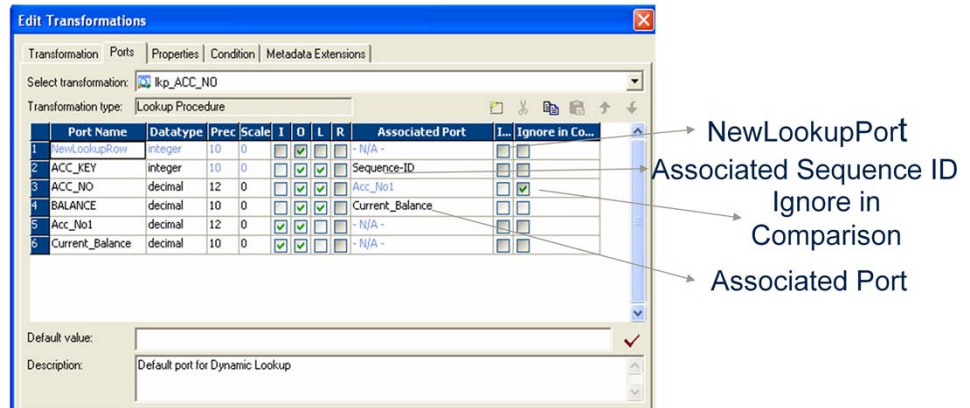 Edit Transformations
Transformation Ports Properties Condition Metadata Extensions
Select transformation: lkp_ACC_NO
Transformation type: Lookup Procedure
Port Name Datatype Prec Scale I O L R Associated Port I... Ignore in Co...
1 NewLookupRow integer 10 0 - N/A -
2 ACC_KEY integer 10 0 Sequence-ID
3 ACC_NO decimal 12 0 Acc_No1
4 BALANCE decimal 10 0 Current_Balance
5 Acc_No1 decimal 12 0 - N/A -
6 Current_Balance decimal 10 0 - N/A -
Default value:
Description: Default port for Dynamic Lookup
NewLookupPort
Associated Sequence ID
Ignore in
Comparison
Associated Port